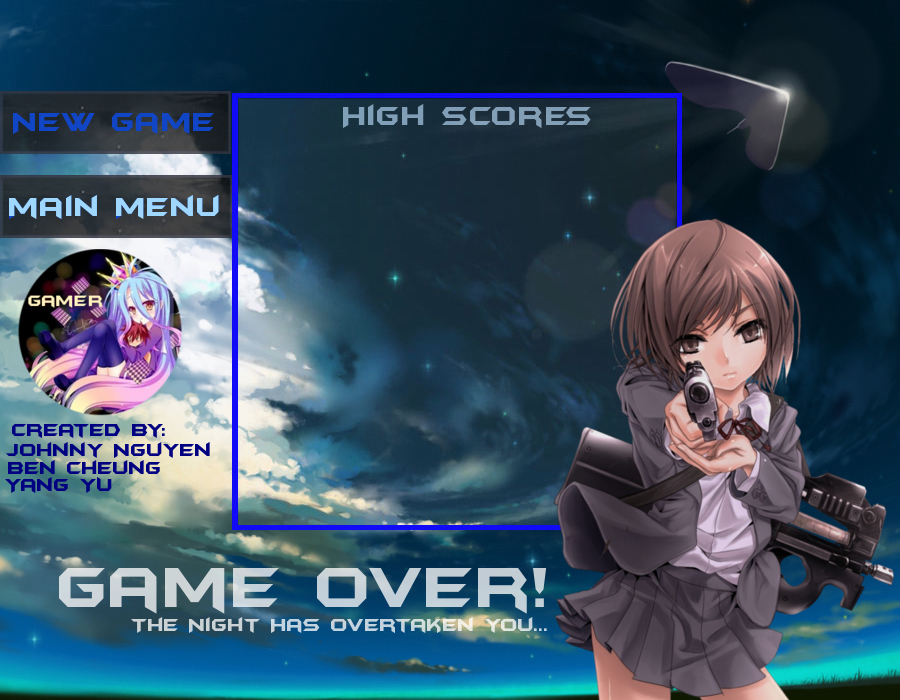 HIGH SCORES
NEW GAME
MAIN MENU
GAMER
CREATED BY:
JOHNNY NGUYEN
BEN CHEUNG
YANG YU
GAME OVER!
THE NIGHT HAS OVERTAKEN YOU...